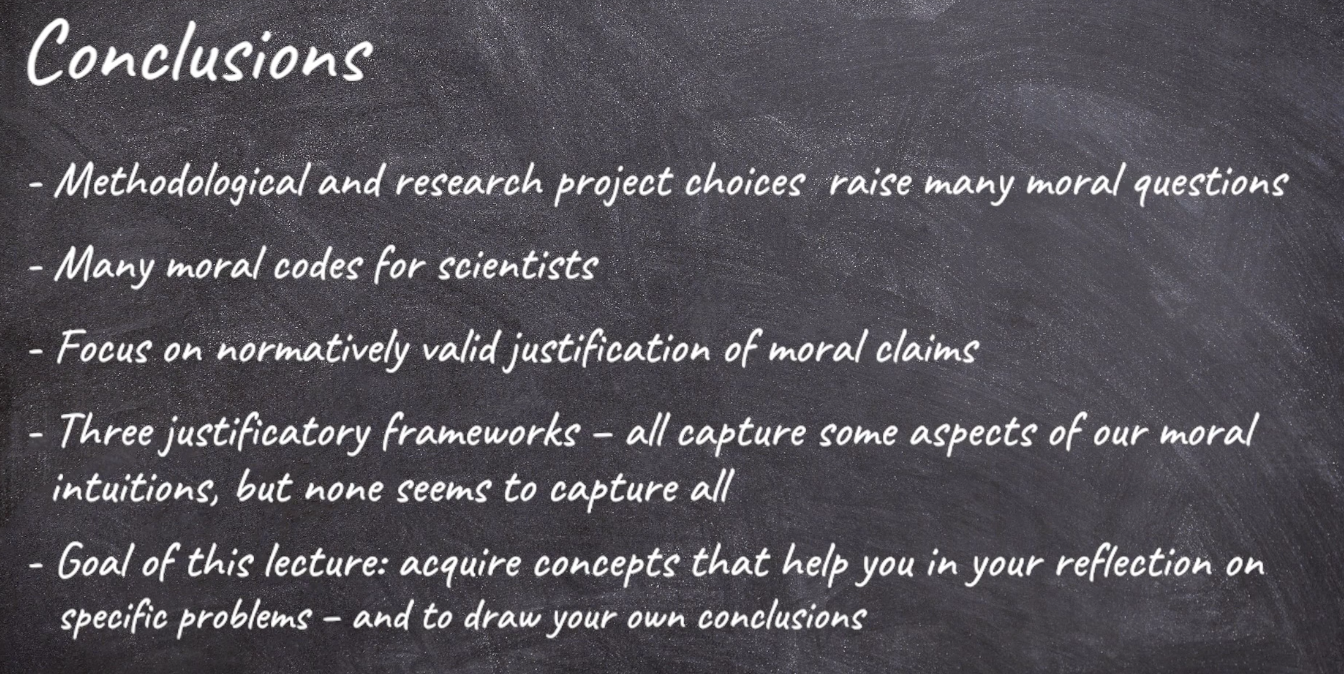 Conclusions
- Methodological and research project choices  raise many moral questions
- Many moral codes for scientists
- Focus on normatively valid justification of moral claims
- Three justificatory frameworks – all capture some aspects of our moral
intuitions, but none seems to capture all
- Goal of this lecture: acquire concepts that help you in your reflection on
specific problems – and to draw your own conclusions